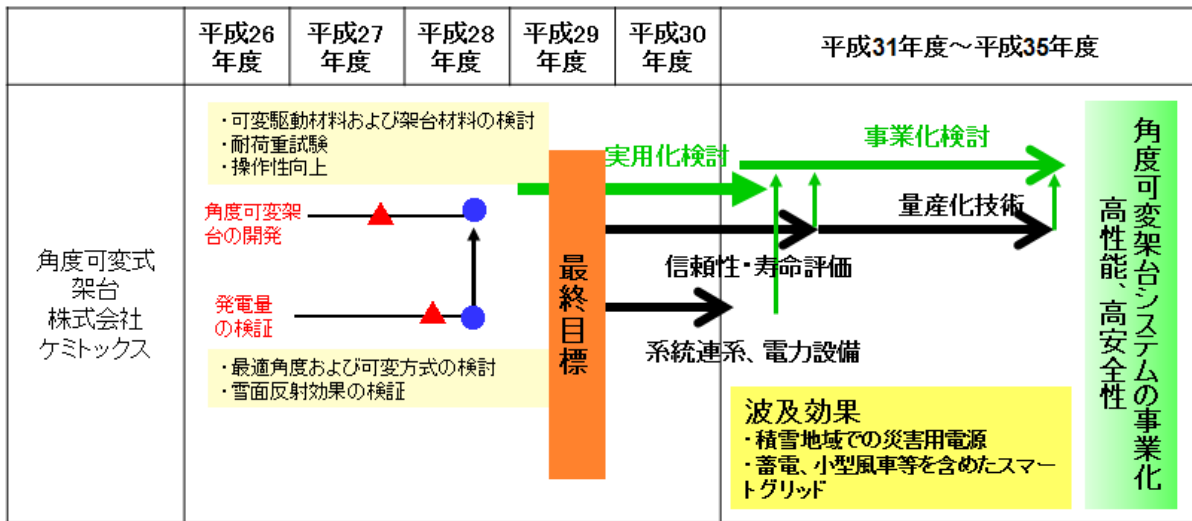 平成26
年度
平成27
年度
平成28
年度
平成29
年度
平成30
年度
平成31年度～平成35年度
角度可変式
架台
株式会社
ケミトックス
・可変駆動材料および架台材料の検討
・耐荷重試験
・操作性向上
角度可変架
台の開発
発電量
の検証
・最適角度および可変方式の検討
・雪面反射効果の検証
最終目標
実用化検討
事業化検討
量産化技術
信頼性・寿命評価
系統連系、電力設備
波及効果
・積雪地域での災害用電源
・蓄電、小型風車等を含めたスマー
トグリッド
角度可変架台システムの事業化
高性能、高安全性